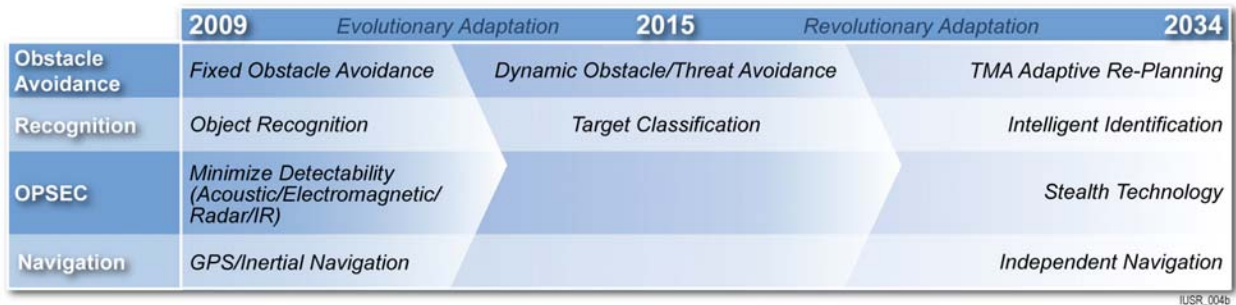 2009 Evolutionary Adaptation 2015 Revolutionary Adaptation 2034
Obstacle
Avoidance
Fixed Obstacle Avoidance Dynamic Obstacle/Threat Avoidance TMA Adaptive Re-Planning
Recognition Object Recognition Target Classification Intelligent Identification
OPSEC
Minimize Detectability
(Acoustic/Electromagnetic/
Radar/IR)
Stealth Technology
Navigation GPS/Inertial Navigation Independent Navigation
IUSR_004b